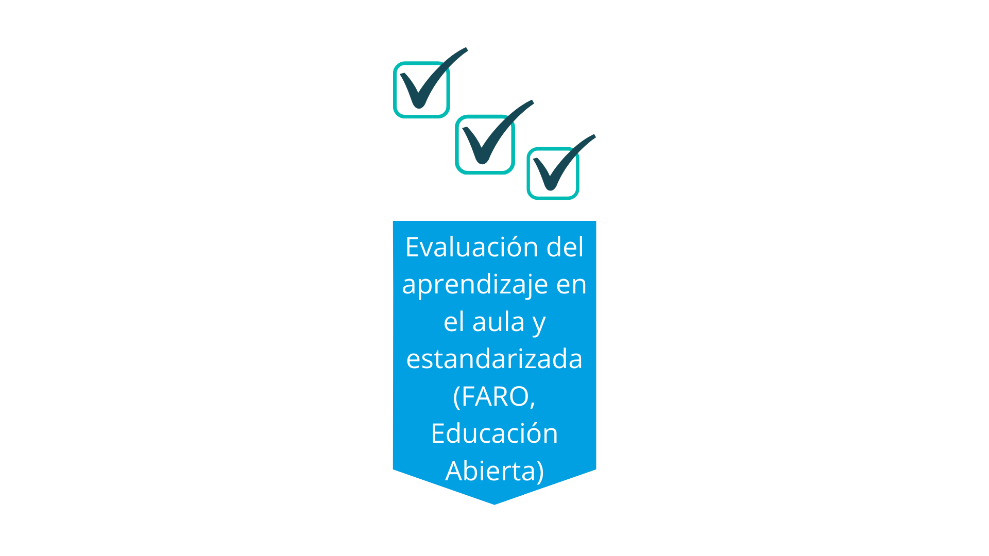 Evaluación del
aprendizaje en
el aula y
estandarizada
(FARO,
Educación
Abierta)